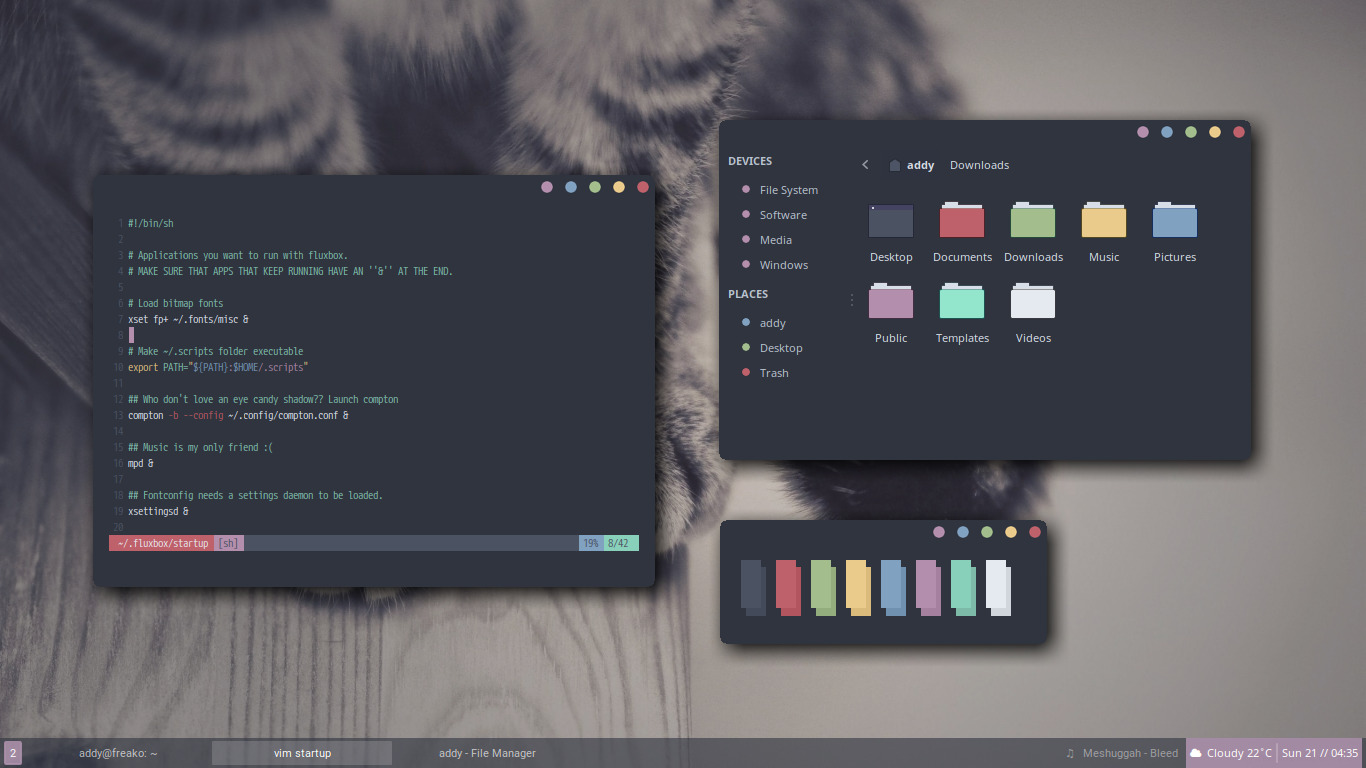 1 #!/bin/sh
2
3 # Applications you want to run with fluxbox.
4 # MAKE SURE THAT APPS THAT KEEP RUNNING HAVE AN ''&'' AT THE END.
5
6 # Load bitmap fonts
7 xset fp+ ~/.fonts/misc &
8
9 # Make ~/.scripts folder executable
10 export PATH="${PATH}:$HOME/.scripts"
11
12 ## Who don't love an eye candy shadow?? Launch compton
13 compton -b --config ~/.config/compton.conf &
14
15 ## Music is my only friend :(
16 mpd &
17
18 ## Fontconfig needs a settings daemon to be loaded.
19 xsettingsd &
20
~/.fluxbox/startup [sh] 19% 8/42
DEVICES
File System
Software
Media
Windows
PLACES
addy
Desktop
Trash
addy Downloads
Desktop Documents Downloads Music Pictures
Public Templates Videos
2 addy@freako: ~ vim startup addy - File Manager ♫ Meshuggah - Bleed Cloudy 22°C Sun 21 // 04:35